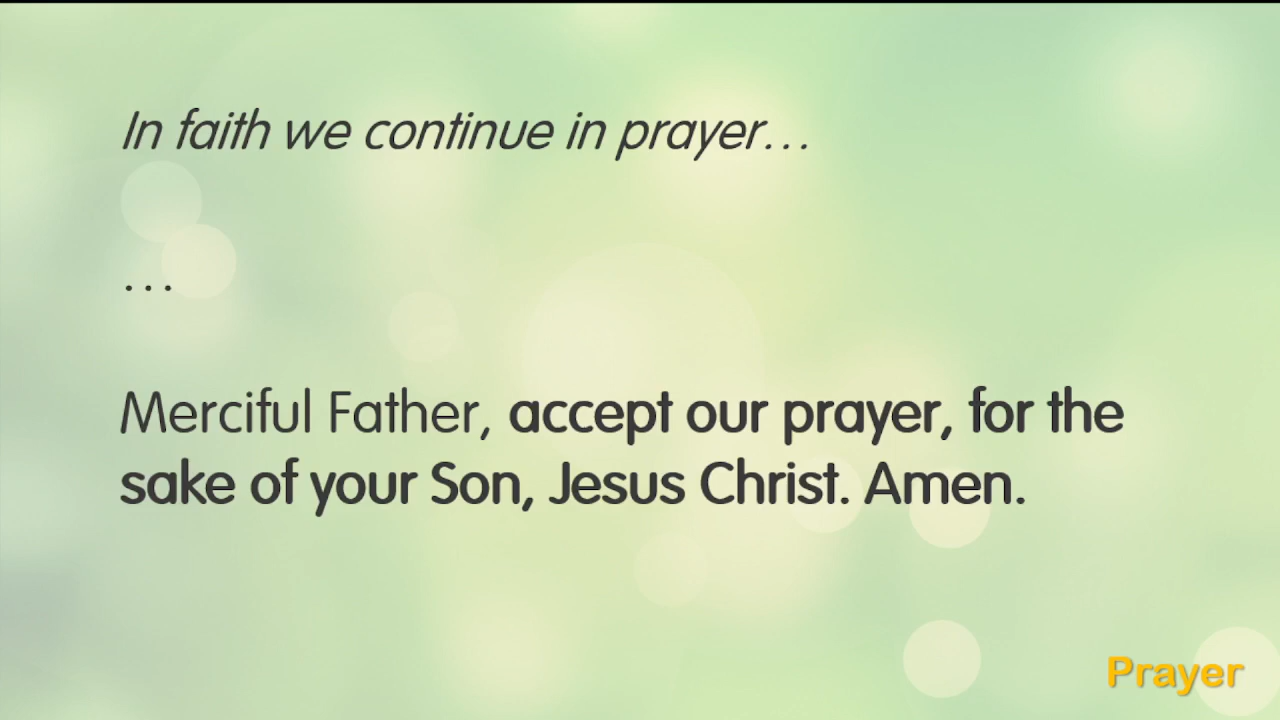 In faith we continue in prayer…
…
Merciful Father, accept our prayer, for the
sake of your Son, Jesus Christ. Amen.
Prayer